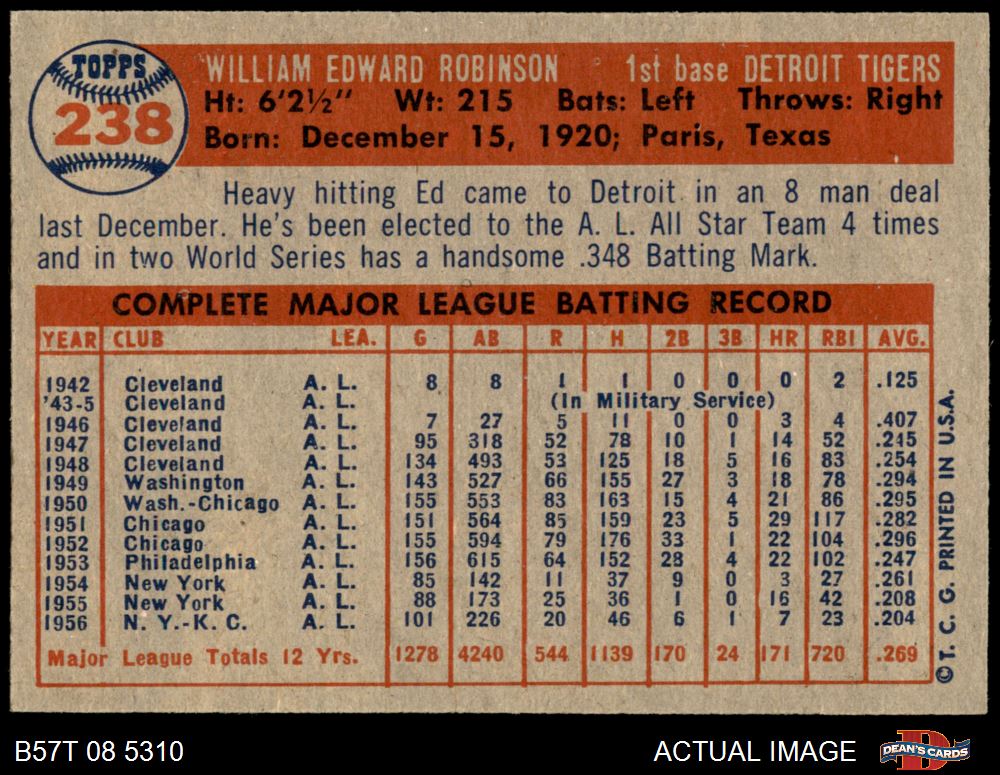 TOPPS
238
WILLIAM EDWARD ROBINSON 1st base DETROIT TIGERS
Ht: 6'2½" Wt: 215 Bats: Left Throws: Right
Born: December 15, 1920; Paris, Texas
Heavy hitting Ed came to Detroit in an 8 man deal
last December. He's been elected to the A. L. All Star Team 4 times
and in two World Series has a handsome .348 Batting Mark.
COMPLETE MAJOR LEAGUE BATTING RECORD
YEAR CLUB LEA. G AB R H 2B 3B HR RBI AVG.
1942 Cleveland A. L. 8 8 1 1 0 0 0 2 .125
'43-5 Cleveland A. L. (In Military Service)
1946 Cleveland A. L. 7 27 5 11 0 0 3 4 .407
1947 Cleveland A. L. 95 318 52 78 10 1 14 52 .245
1948 Cleveland A. L. 134 493 53 125 18 5 16 83 .254
1949 Washington A. L. 143 527 66 155 27 3 18 78 .294
1950 Wash.-Chicago A. L. 155 553 83 163 15 4 21 86 .295
1951 Chicago A. L. 151 564 85 159 23 5 29 117 .282
1952 Chicago A. L. 155 594 79 176 33 1 22 104 .296
1953 Philadelphia A. L. 156 615 64 152 28 4 22 102 .247
1954 New York A. L. 85 142 11 37 9 0 3 27 .261
1955 New York A. L. 88 173 25 36 1 0 16 42 .208
1956 N. Y.-K. C. A. L. 101 226 20 46 6 1 7 23 .204
Major League Totals 12 Yrs. 1278 4240 544 1139 170 24 171 720 .269
© T. C. G. PRINTED IN U.S.A.
B57T 08 5310 ACTUAL IMAGE
DEAN'S CARDS